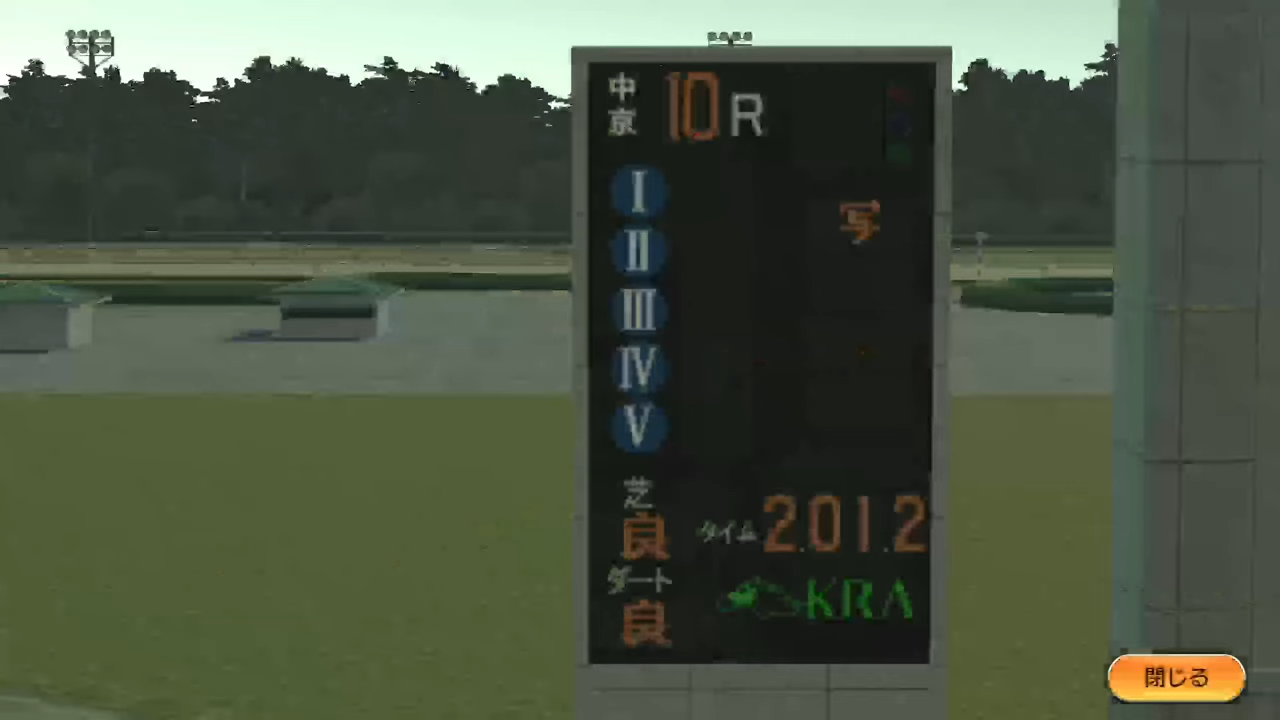 中京 10R
I
写
II
III
IV
V
芝
良 タイム 2.01.2
ダート
良 KRA
閉じる